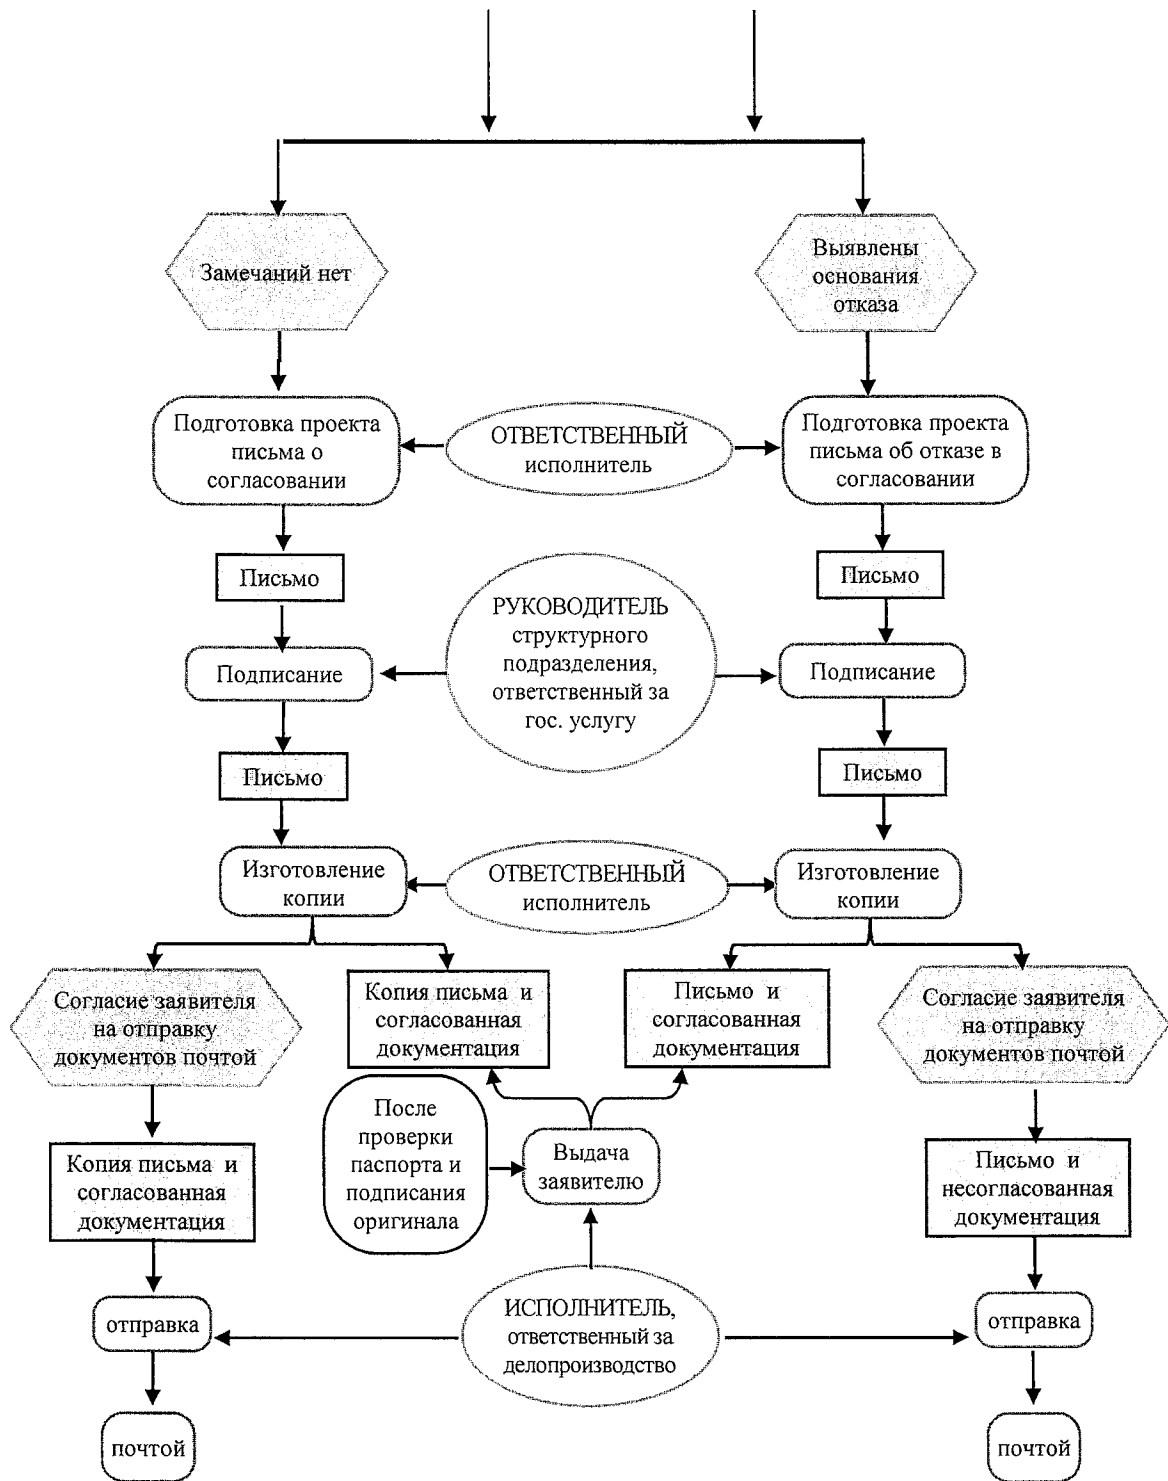 Замечаний нет
Выявлены
основания
отказа
Подготовка проекта
письма о
согласовании
ОТВЕТСТВЕННЫЙ
исполнитель
Подготовка проекта
письма об отказе в
согласовании
Письмо
Письмо
РУКОВОДИТЕЛЬ
структурного
подразделения,
ответственный за
гос. услугу
Подписание
Подписание
Письмо
Письмо
Изготовление
копии
ОТВЕТСТВЕННЫЙ
исполнитель
Изготовление
копии
Согласие заявителя
на отправку
документов почтой
Копия письма и
согласованная
документация
Письмо и
согласованная
документация
Согласие заявителя
на отправку
документов почтой
После
проверки
паспорта и
подписания
оригинала
Выдача
заявителю
Копия письма и
согласованная
документация
Письмо и
несогласованная
документация
отправка
ИСПОЛНИТЕЛЬ,
ответственный за
делопроизводство
отправка
почтой
почтой